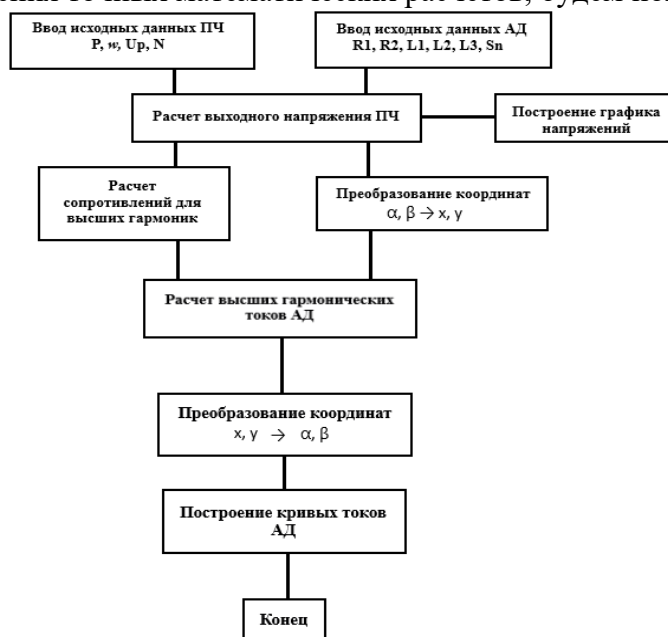 Ввод исходных данных ПЧ
P, w, Up, N
Ввод исходных данных АД
R1, R2, L1, L2, L3, Sn
Расчет выходного напряжения ПЧ
Построение графика
напряжений
Расчет
сопротивлений для
высших гармоник
Преобразование координат
α, β → x, y
Расчет высших гармонических
токов АД
Преобразование координат
x, y → α, β
Построение кривых токов
АД
Конец